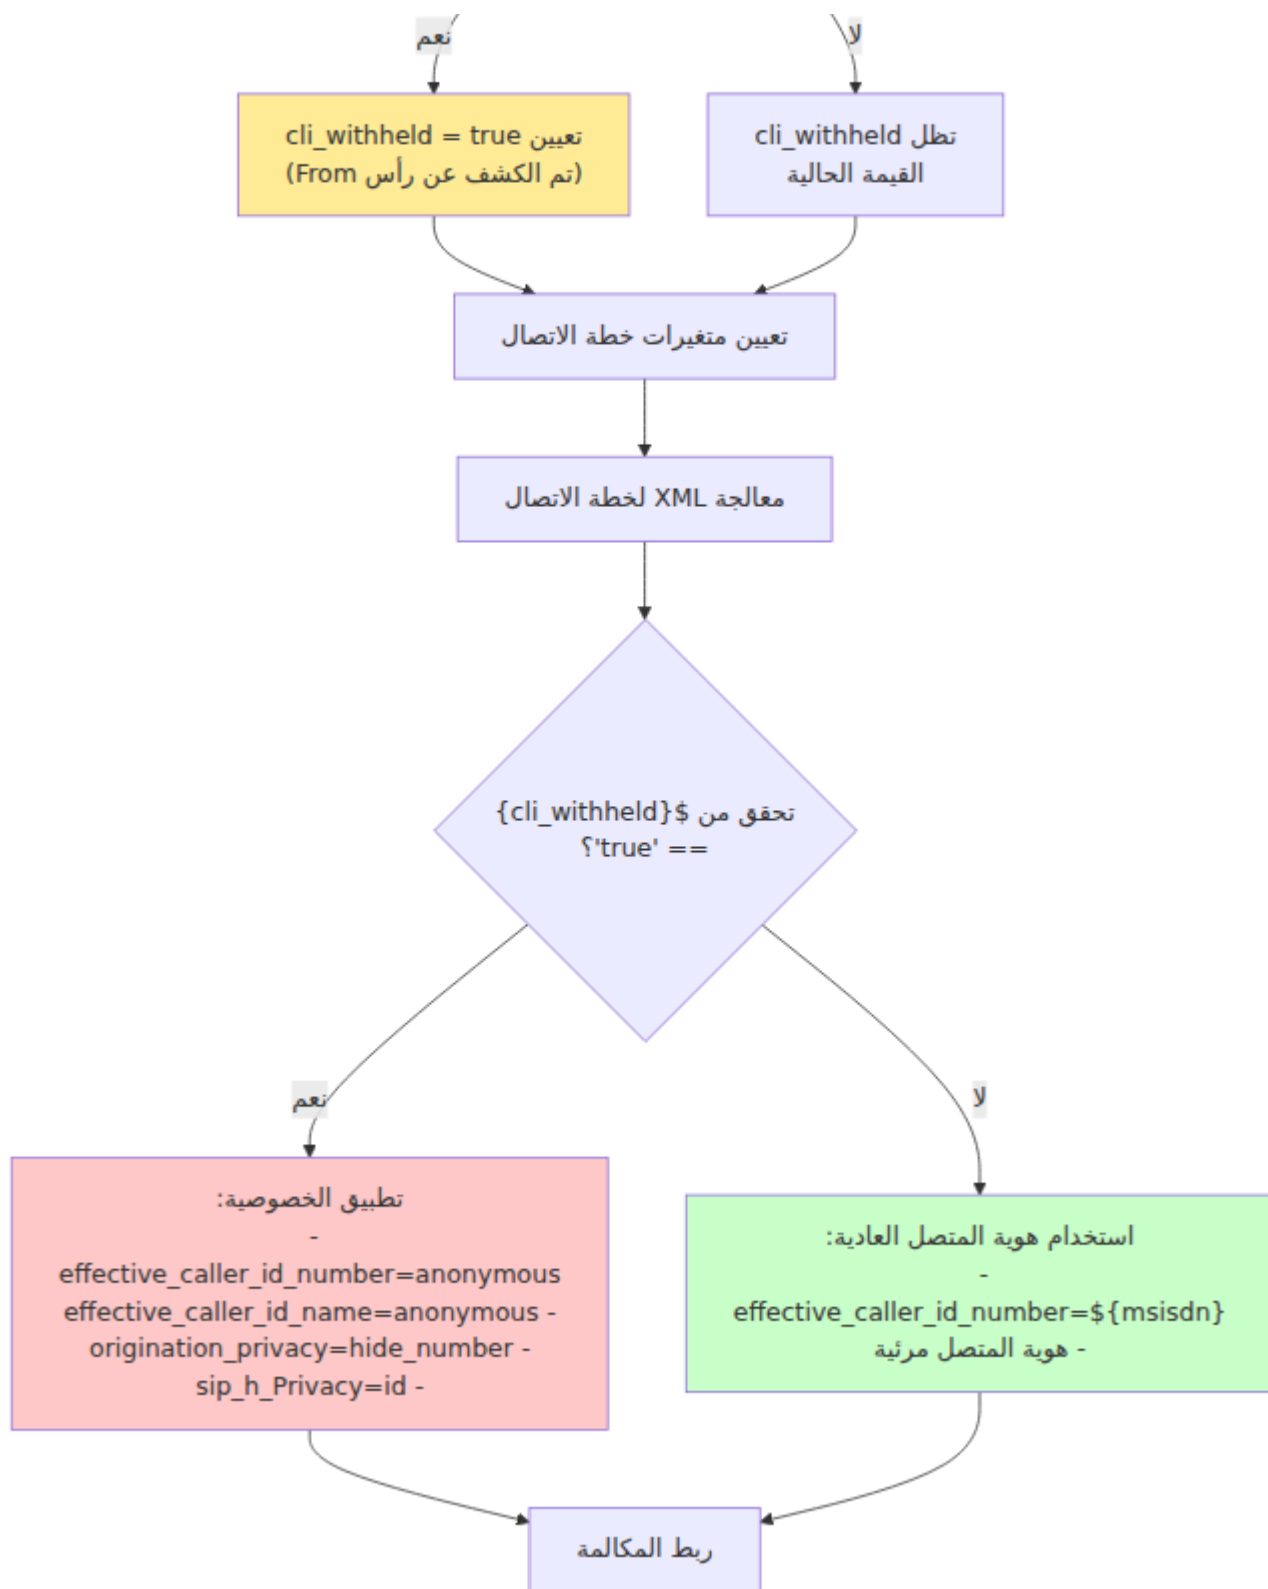 نعم
لا
تعيين cli_withheld = true
(تم الكشف عن رأس From)
تظل cli_withheld
القيمة الحالية
تعيين متغيرات خطة الاتصال
معالجة XML لخطة الاتصال
تحقق من ${cli_withheld}
== 'true'؟
نعم
لا
تطبيق الخصوصية:
-
effective_caller_id_number=anonymous
- effective_caller_id_name=anonymous
- origination_privacy=hide_number
- sip_h_Privacy=id
استخدام هوية المتصل العادية:
-
effective_caller_id_number=${msisdn}
- هوية المتصل مرئية
ربط المكالمة